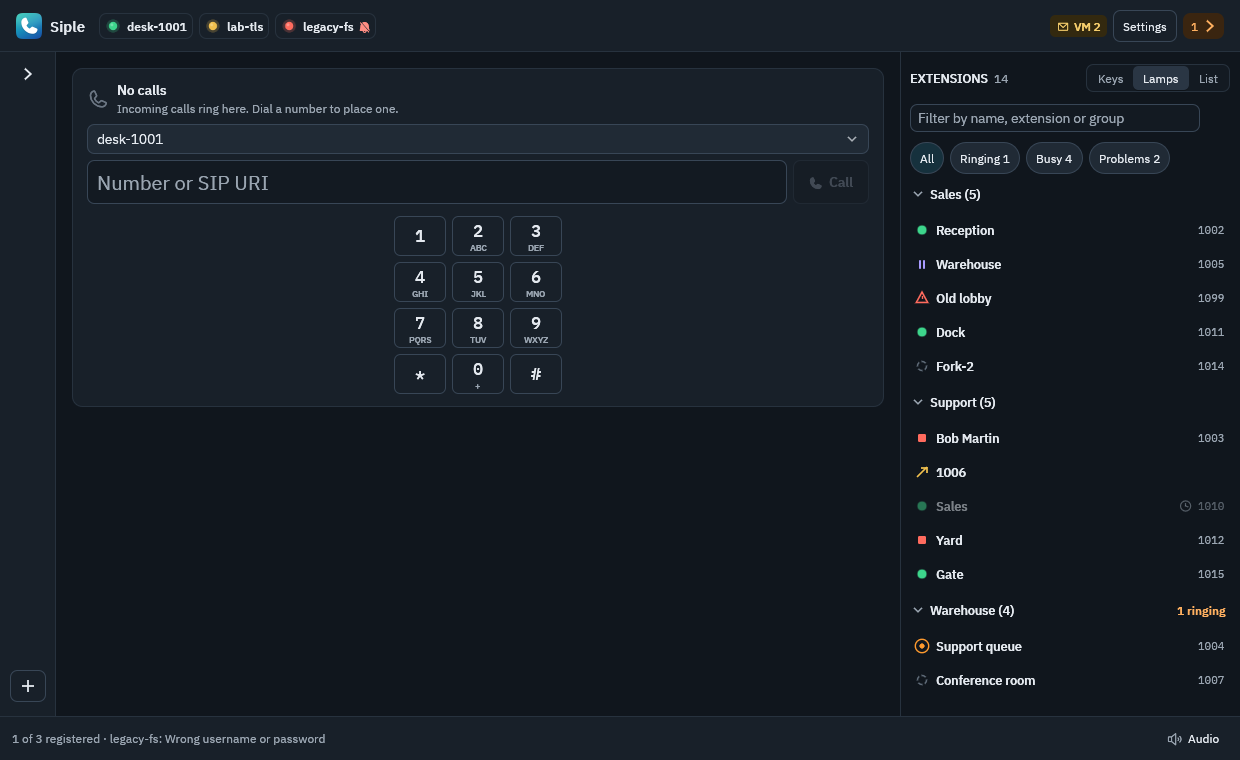 Siple desk-1001 lab-tls legacy-fs VM 2 Settings 1
No calls
Incoming calls ring here. Dial a number to place one.
desk-1001
Number or SIP URI Call
1 2 3
ABC DEF
4 5 6
GHI JKL MNO
7 8 9
PQRS TUV WXYZ
* 0 #
+
EXTENSIONS 14 Keys Lamps List
Filter by name, extension or group
All Ringing 1 Busy 4 Problems 2
Sales (5)
Reception 1002
Warehouse 1005
Old lobby 1099
Dock 1011
Fork-2 1014
Support (5)
Bob Martin 1003
1006
Sales 1010
Yard 1012
Gate 1015
Warehouse (4) 1 ringing
Support queue 1004
Conference room 1007
1 of 3 registered · legacy-fs: Wrong username or password Audio